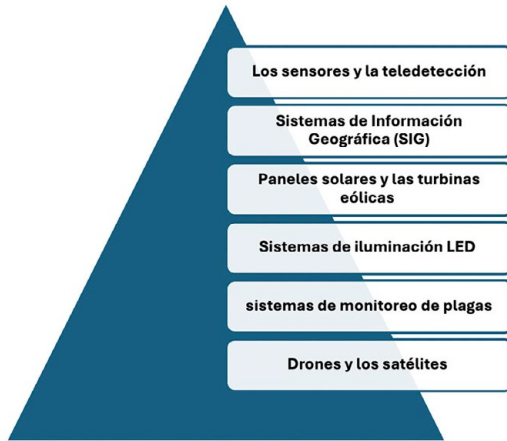 Los sensores y la teledetección
Sistemas de Información
Geográfica (SIG)
Paneles solares y las turbinas
eólicas
Sistemas de iluminación LED
sistemas de monitoreo de plagas
Drones y los satélites